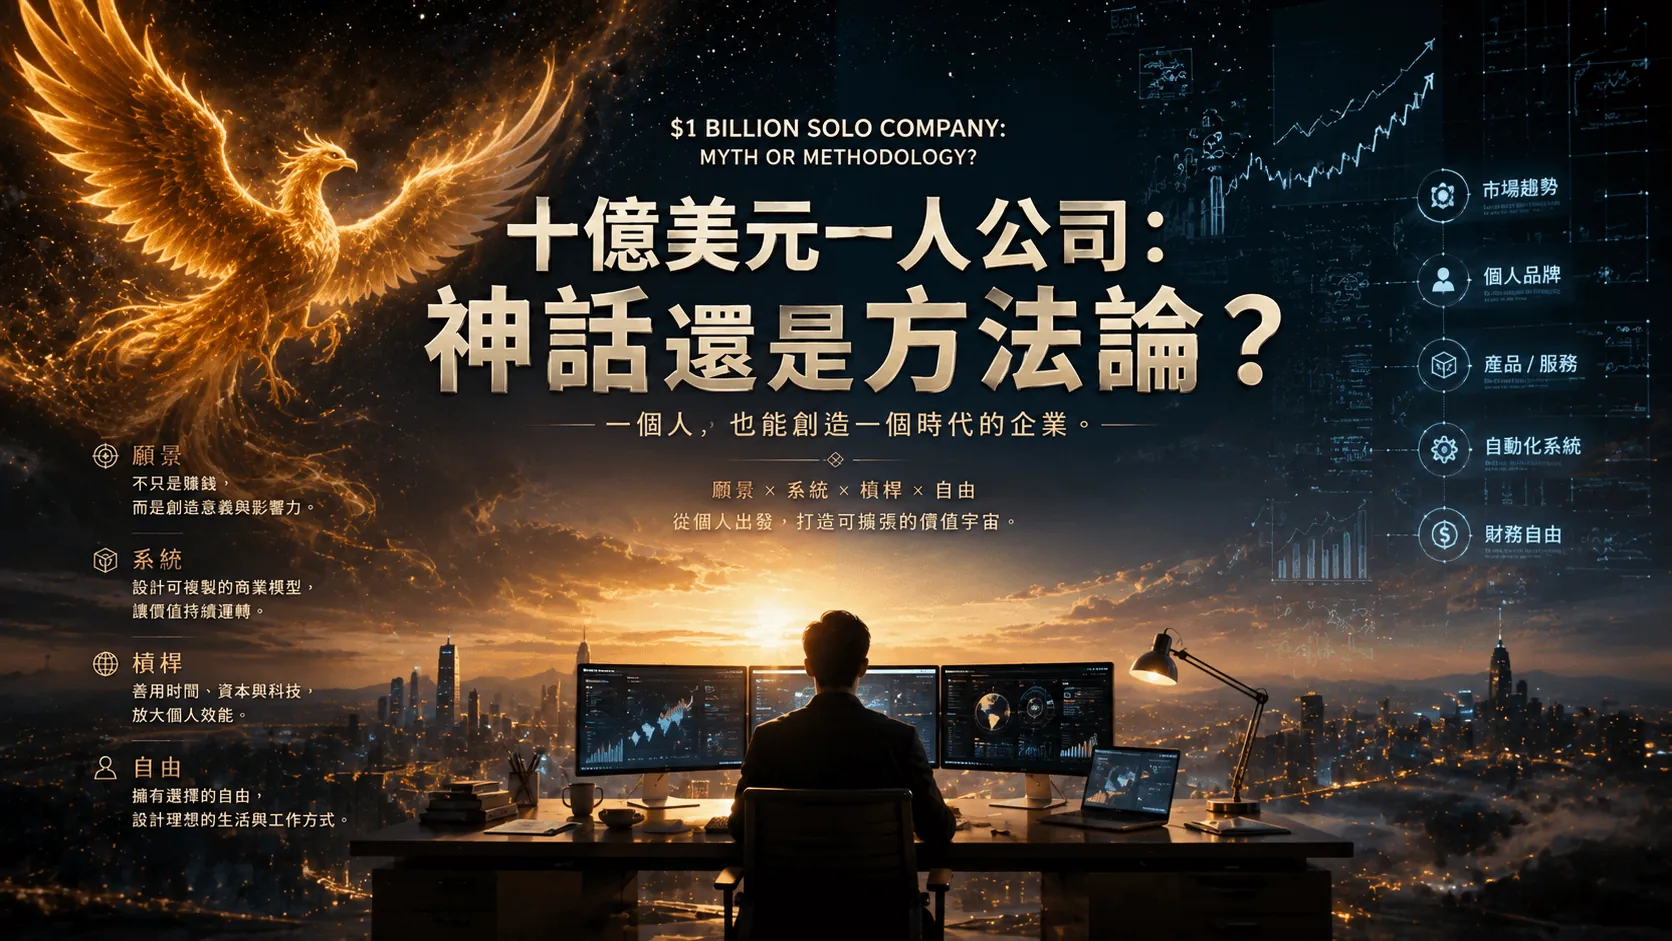 $1 BILLION SOLO COMPANY:
MYTH OR METHODOLOGY?
十億美元一人公司：
神話還是方法論？
一個人，也能創造一個時代的企業。
願景 × 系統 × 槓桿 × 自由
從個人出發，打造可擴張的價值宇宙。
願景
不只是賺錢，
而是創造意義與影響力。
系統
設計可複製的商業模型，
讓價值持續運轉。
槓桿
善用时間、資本與科技，
放大個人效能。
自由
擁有選擇的自由，
設計理想的生活與工作方式。
市場趨勢
個人品牌
產品 / 服務
自動化系統
財務自由